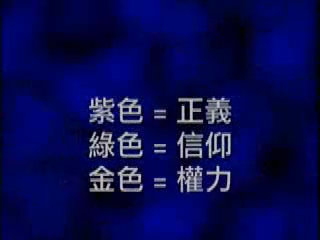 紫色 = 正義
綠色 = 信仰
金色 = 權力